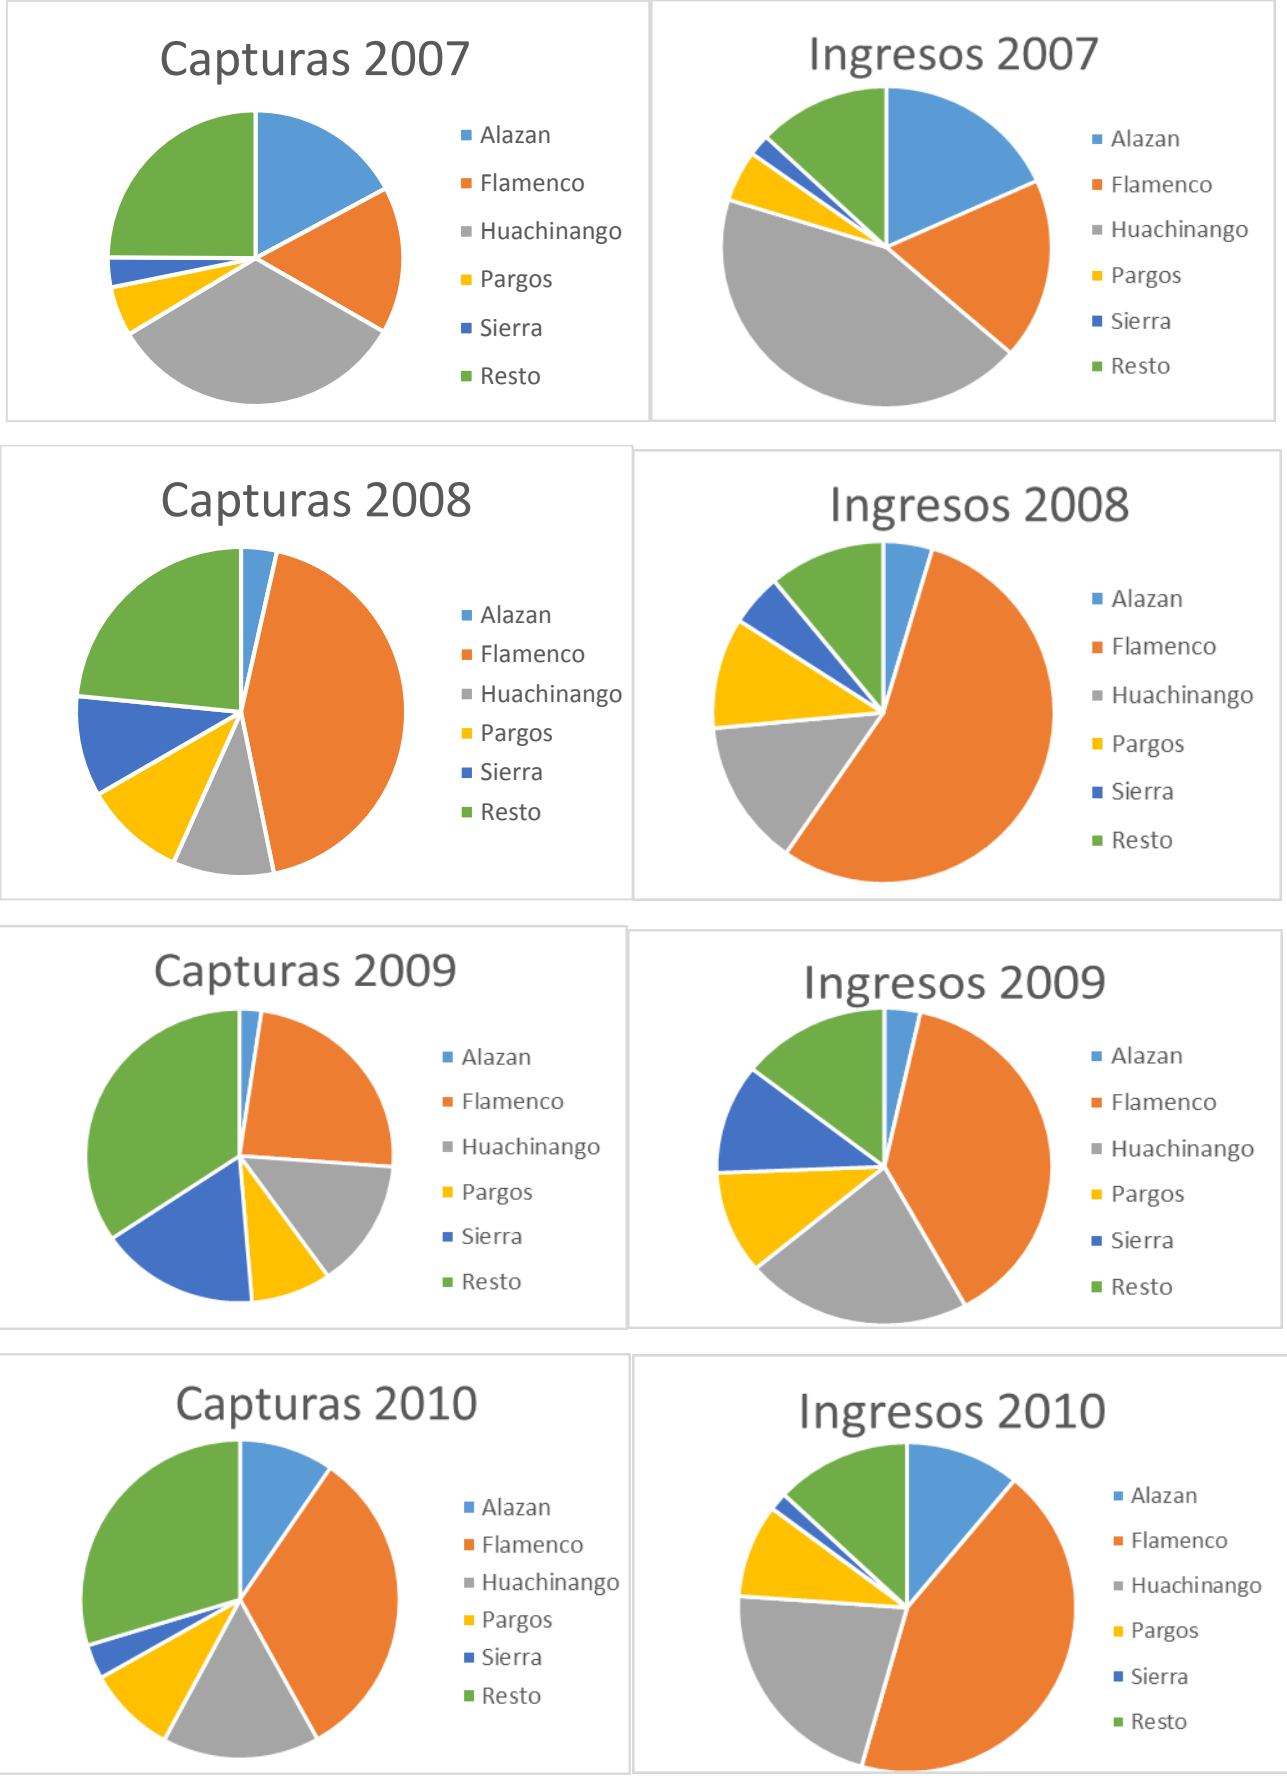 Capturas 2007
Alazan
Flamenco
Huachinango
Pargos
Sierra
Resto
Ingresos 2007
Alazan
Flamenco
Huachinango
Pargos
Sierra
Resto
Capturas 2008
Alazan
Flamenco
Huachinango
Pargos
Sierra
Resto
Ingresos 2008
Alazan
Flamenco
Huachinango
Pargos
Sierra
Resto
Capturas 2009
Alazan
Flamenco
Huachinango
Pargos
Sierra
Resto
Ingresos 2009
Alazan
Flamenco
Huachinango
Pargos
Sierra
Resto
Capturas 2010
Alazan
Flamenco
Huachinango
Pargos
Sierra
Resto
Ingresos 2010
Alazan
Flamenco
Huachinango
Pargos
Sierra
Resto